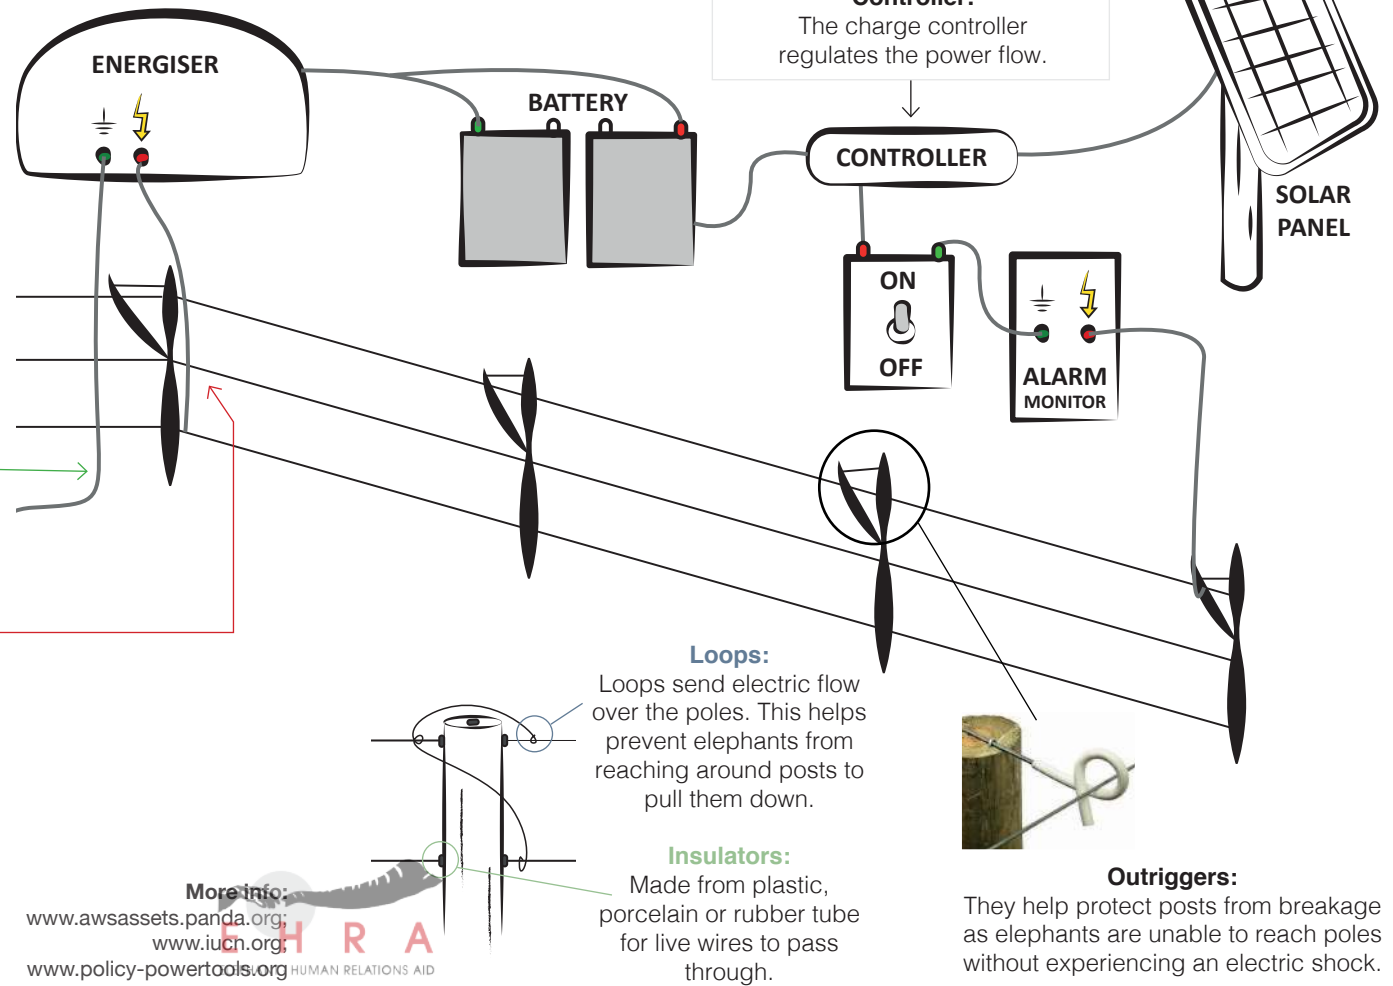 Controller:
The charge controller
regulates the power flow.
ENERGISER
BATTERY
CONTROLLER
SOLAR
PANEL
ON
OFF
ALARM
MONITOR
Loops:
Loops send electric flow
over the poles. This helps
prevent elephants from
reaching around posts to
pull them down.
Insulators:
Made from plastic,
porcelain or rubber tube
for live wires to pass
through.
Outriggers:
They help protect posts from breakage
as elephants are unable to reach poles
without experiencing an electric shock.
More info:
www.awsassets.panda.org;
www.iucn.org;
www.policy-powertools.org
EHRA
HUMAN RELATIONS AID